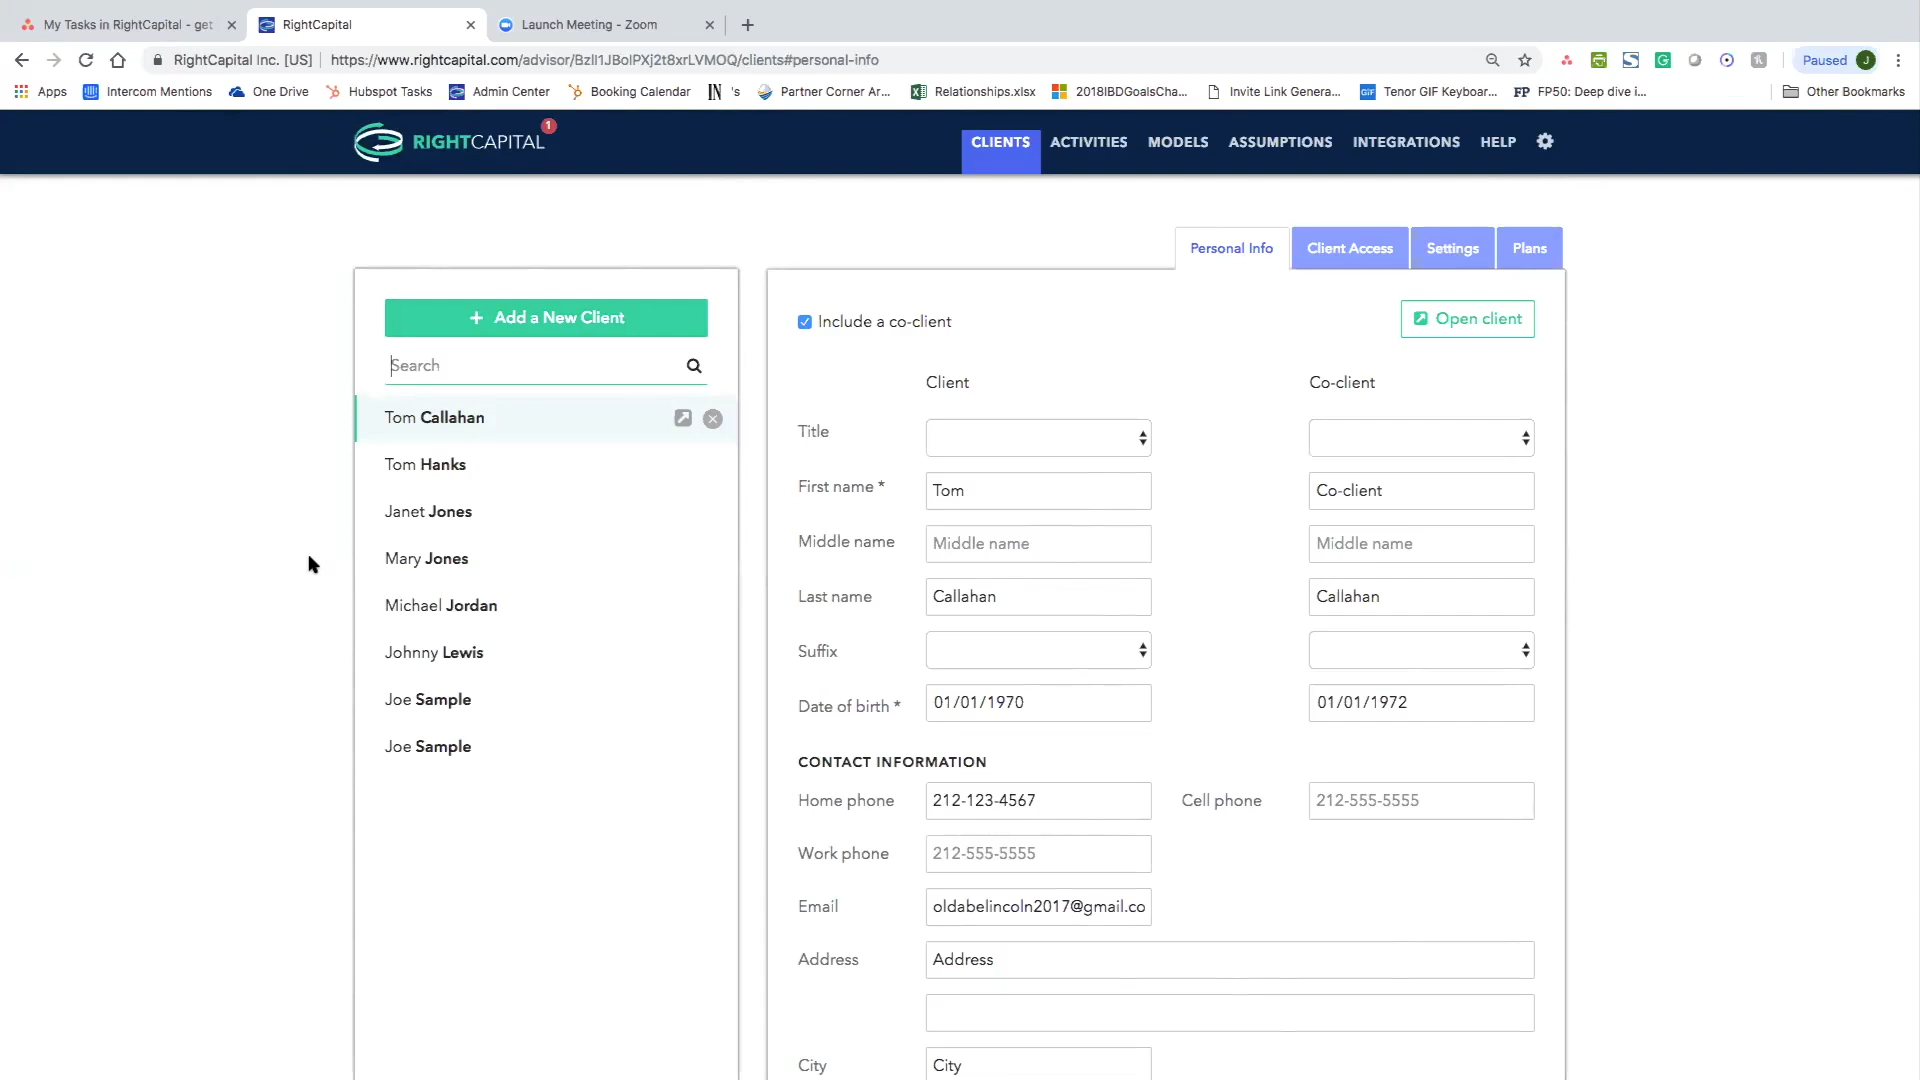 My Tasks in RightCapital - get
RightCapital
Launch Meeting - Zoom
RightCapital Inc. [US]
https://www.rightcapital.com/advisor/BzlI1JBolPXj2t8xrLVMOQ/clients#personal-info
Paused
J
Apps
Intercom Mentions
One Drive
Hubspot Tasks
Admin Center
Booking Calendar
's
Partner Corner Ar...
Relationships.xlsx
2018IBDGoalsCha...
Invite Link Genera...
GIF
Tenor GIF Keyboar...
FP
FP50: Deep dive i...
Other Bookmarks
RIGHTCAPITAL
1
CLIENTS
ACTIVITIES
MODELS
ASSUMPTIONS
INTEGRATIONS
HELP
Personal Info
Client Access
Settings
Plans
+ Add a New Client
Search
Tom Callahan
Tom Hanks
Janet Jones
Mary Jones
Michael Jordan
Johnny Lewis
Joe Sample
Joe Sample
Include a co-client
Open client
Client
Co-client
Title
First name *
Tom
Co-client
Middle name
Middle name
Middle name
Last name
Callahan
Callahan
Suffix
Date of birth *
01/01/1970
01/01/1972
CONTACT INFORMATION
Home phone
212-123-4567
Cell phone
212-555-5555
Work phone
212-555-5555
Email
oldabelincoln2017@gmail.co
Address
Address
City
City